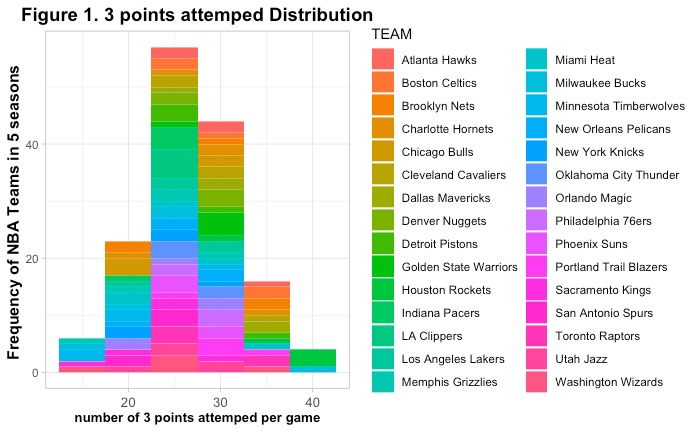 Figure 1. 3 points attemped Distribution
Frequency of NBA Teams in 5 seasons
40
20
0
20 30 40
number of 3 points attemped per game
TEAM
Atlanta Hawks
Boston Celtics
Brooklyn Nets
Charlotte Hornets
Chicago Bulls
Cleveland Cavaliers
Dallas Mavericks
Denver Nuggets
Detroit Pistons
Golden State Warriors
Houston Rockets
Indiana Pacers
LA Clippers
Los Angeles Lakers
Memphis Grizzlies
Miami Heat
Milwaukee Bucks
Minnesota Timberwolves
New Orleans Pelicans
New York Knicks
Oklahoma City Thunder
Orlando Magic
Philadelphia 76ers
Phoenix Suns
Portland Trail Blazers
Sacramento Kings
San Antonio Spurs
Toronto Raptors
Utah Jazz
Washington Wizards